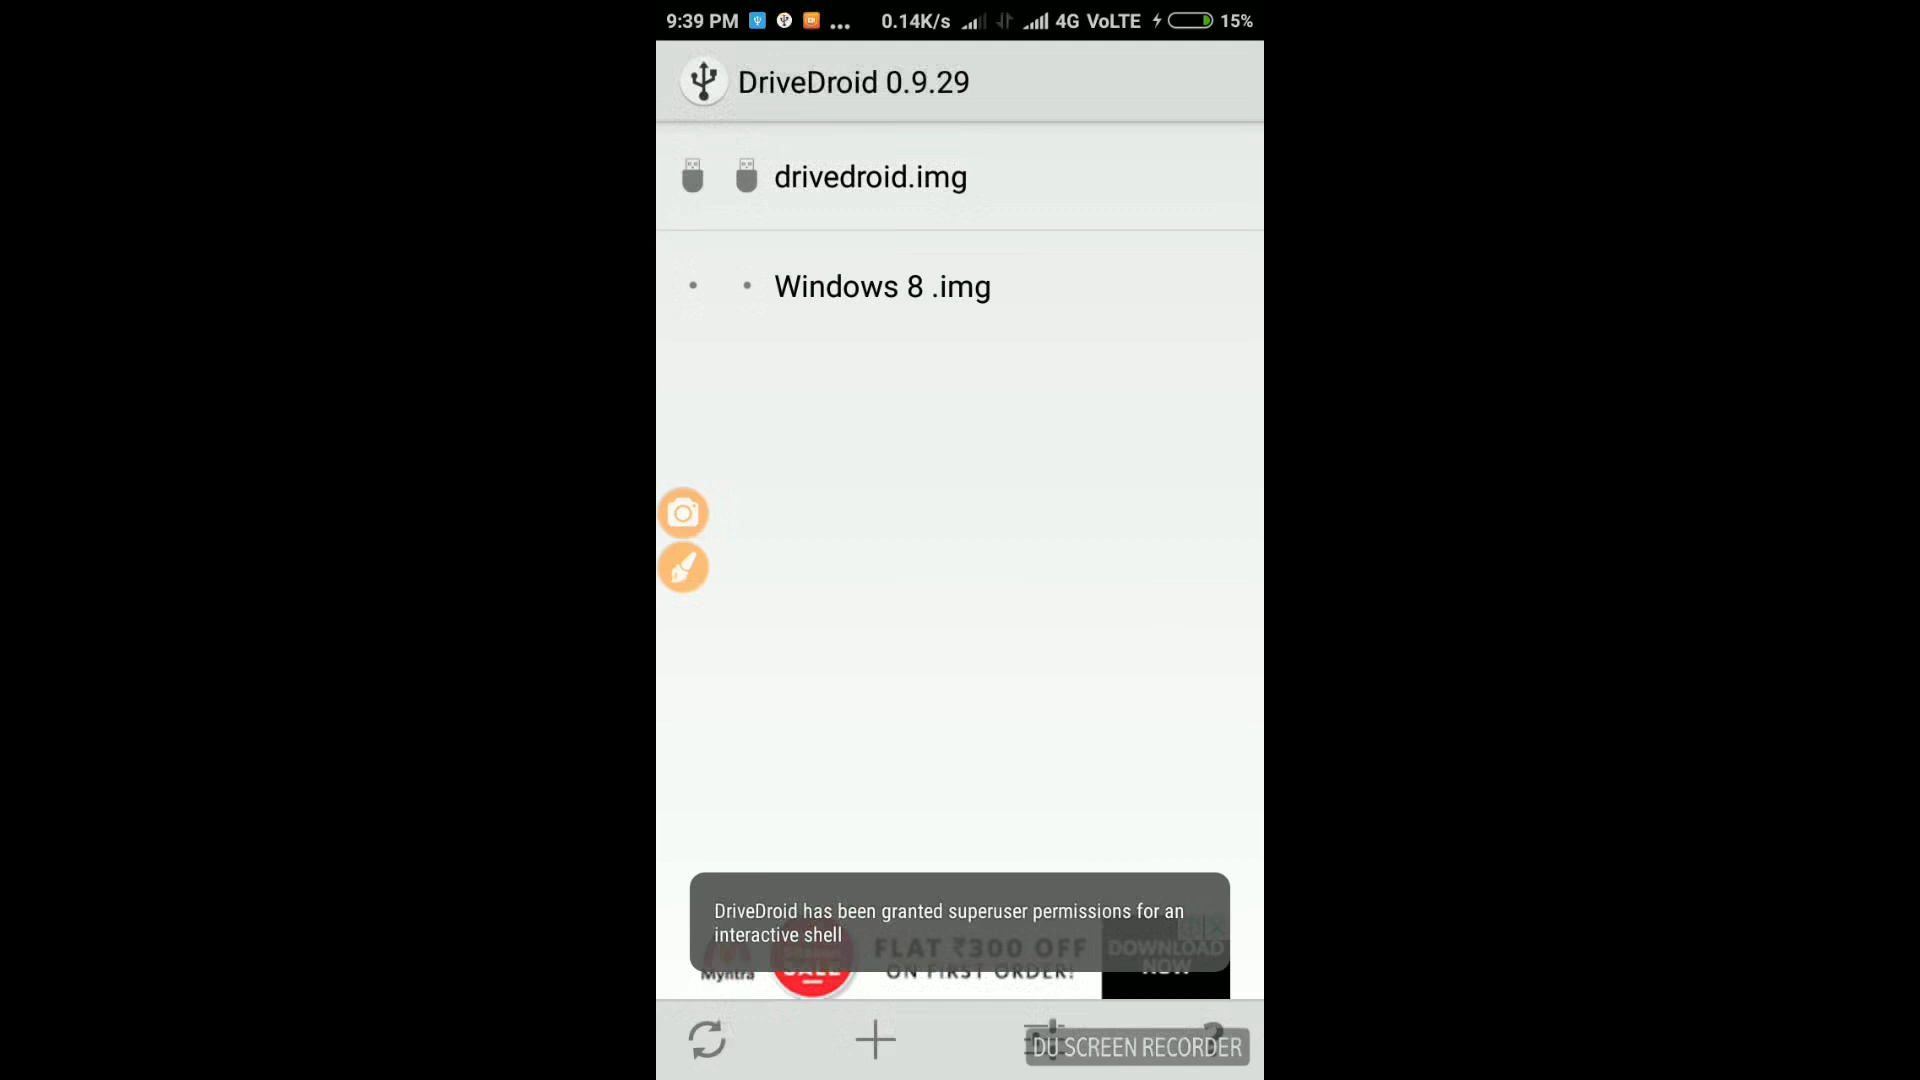 9:39 PM ... 0.14K/s 4G VoLTE 15%
DriveDroid 0.9.29
drivedroid.img
Windows 8 .img
DriveDroid has been granted superuser permissions for an
interactive shell
Myntra SALE FLAT ₹300 OFF
ON FIRST ORDER!
DOWNLOAD
NOW
DU SCREEN RECORDER